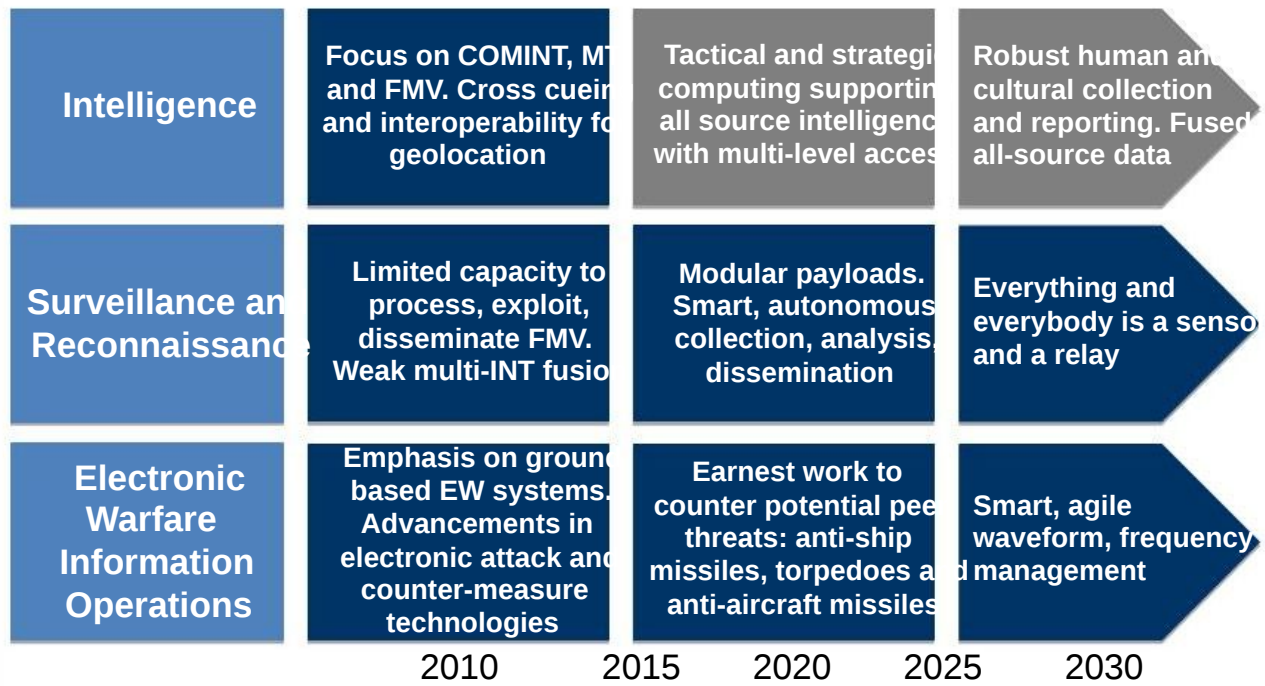 Intelligence
Focus on COMINT,
and FMV. Cross cuein
and interoperability fo
geolocation
Tactical and strategi
computing supportin
all source intelligenc
with multi-level acces
Robust human and
cultural collection
and reporting. Fused
all-source data
Surveillance an
Reconnaissance
Limited capacity to
process, exploit,
disseminate FMV.
Weak multi-INT fusio
Modular payloads.
Smart, autonomous
collection, analysis,
dissemination
Everything and
everybody is a senso
and a relay
Electronic
Warfare
Information
Operations
Emphasis on ground
based EW systems.
Advancements in
electronic attack and
counter-measure
technologies
Earnest work to
counter potential pee
threats: anti-ship
missiles, torpedoes and
anti-aircraft missiles
Smart, agile
waveform, frequency
management
2010 2015 2020 2025 2030